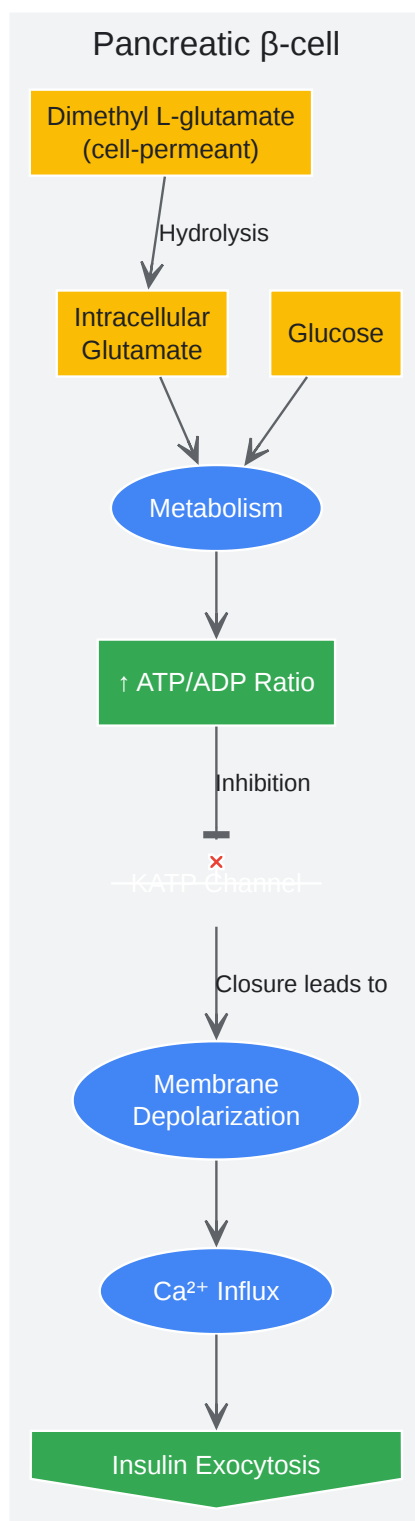 Pancreatic β-cell
Dimethyl L-glutamate
(cell-permeant)
Hydrolysis
Intracellular
Glutamate
Glucose
Metabolism
↑ ATP/ADP Ratio
Inhibition
KATP Channel
Closure leads to
Membrane
Depolarization
Ca²⁺ Influx
Insulin Exocytosis